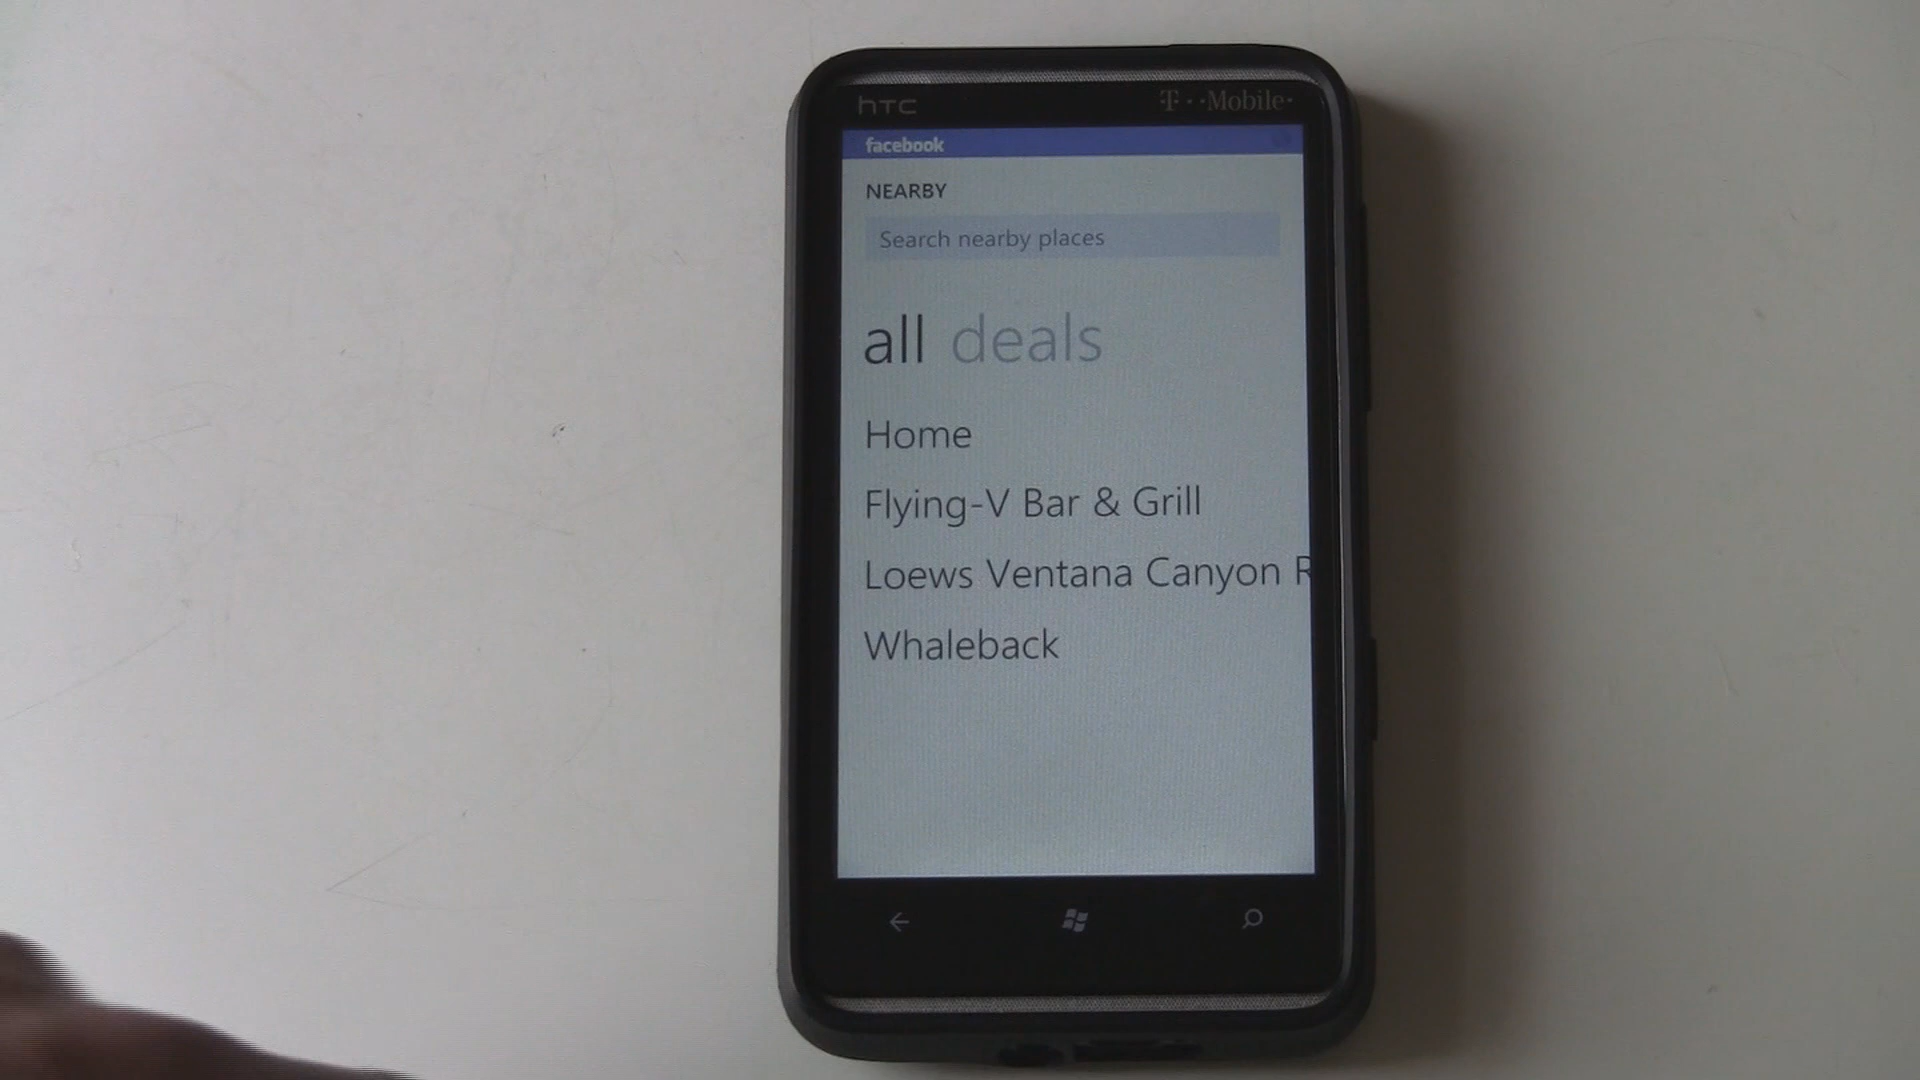 hTC T··Mobile·
facebook
NEARBY
Search nearby places
all deals
Home
Flying-V Bar & Grill
Loews Ventana Canyon R
Whaleback